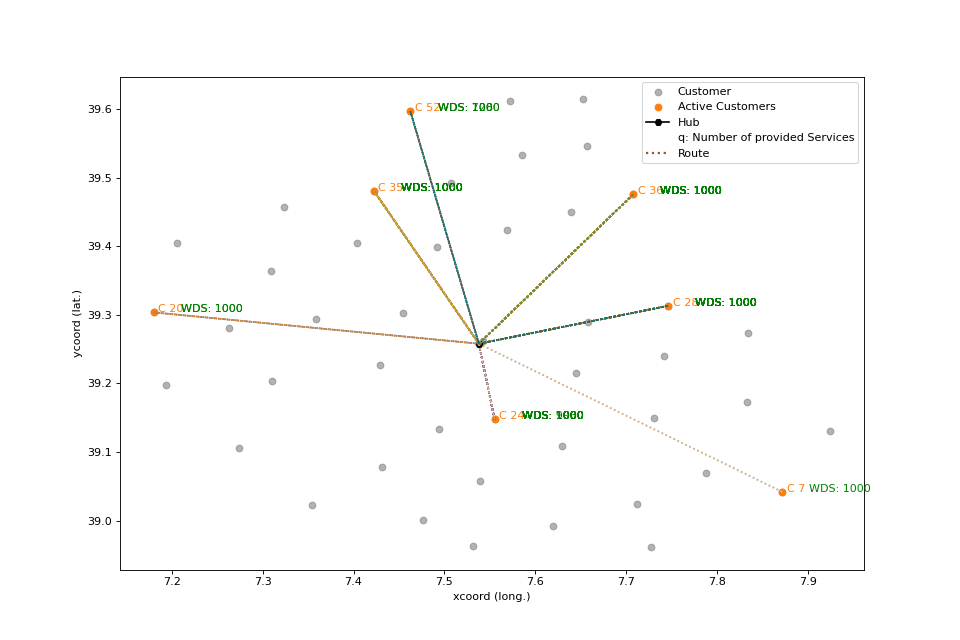 Customer
Active Customers
Hub
q: Number of provided Services
Route
39.6
39.5
39.4
39.3
39.2
39.1
39.0
ycoord (lat.)
C 52 WDS:
C 35 WDS: 1000
C 36 WDS: 1000
C 20 WDS: 1000
C 28 WDS: 1000
C 24 WDS:
C 7 WDS: 1000
7.2 7.3 7.4 7.5 7.6 7.7 7.8 7.9
xcoord (long.)